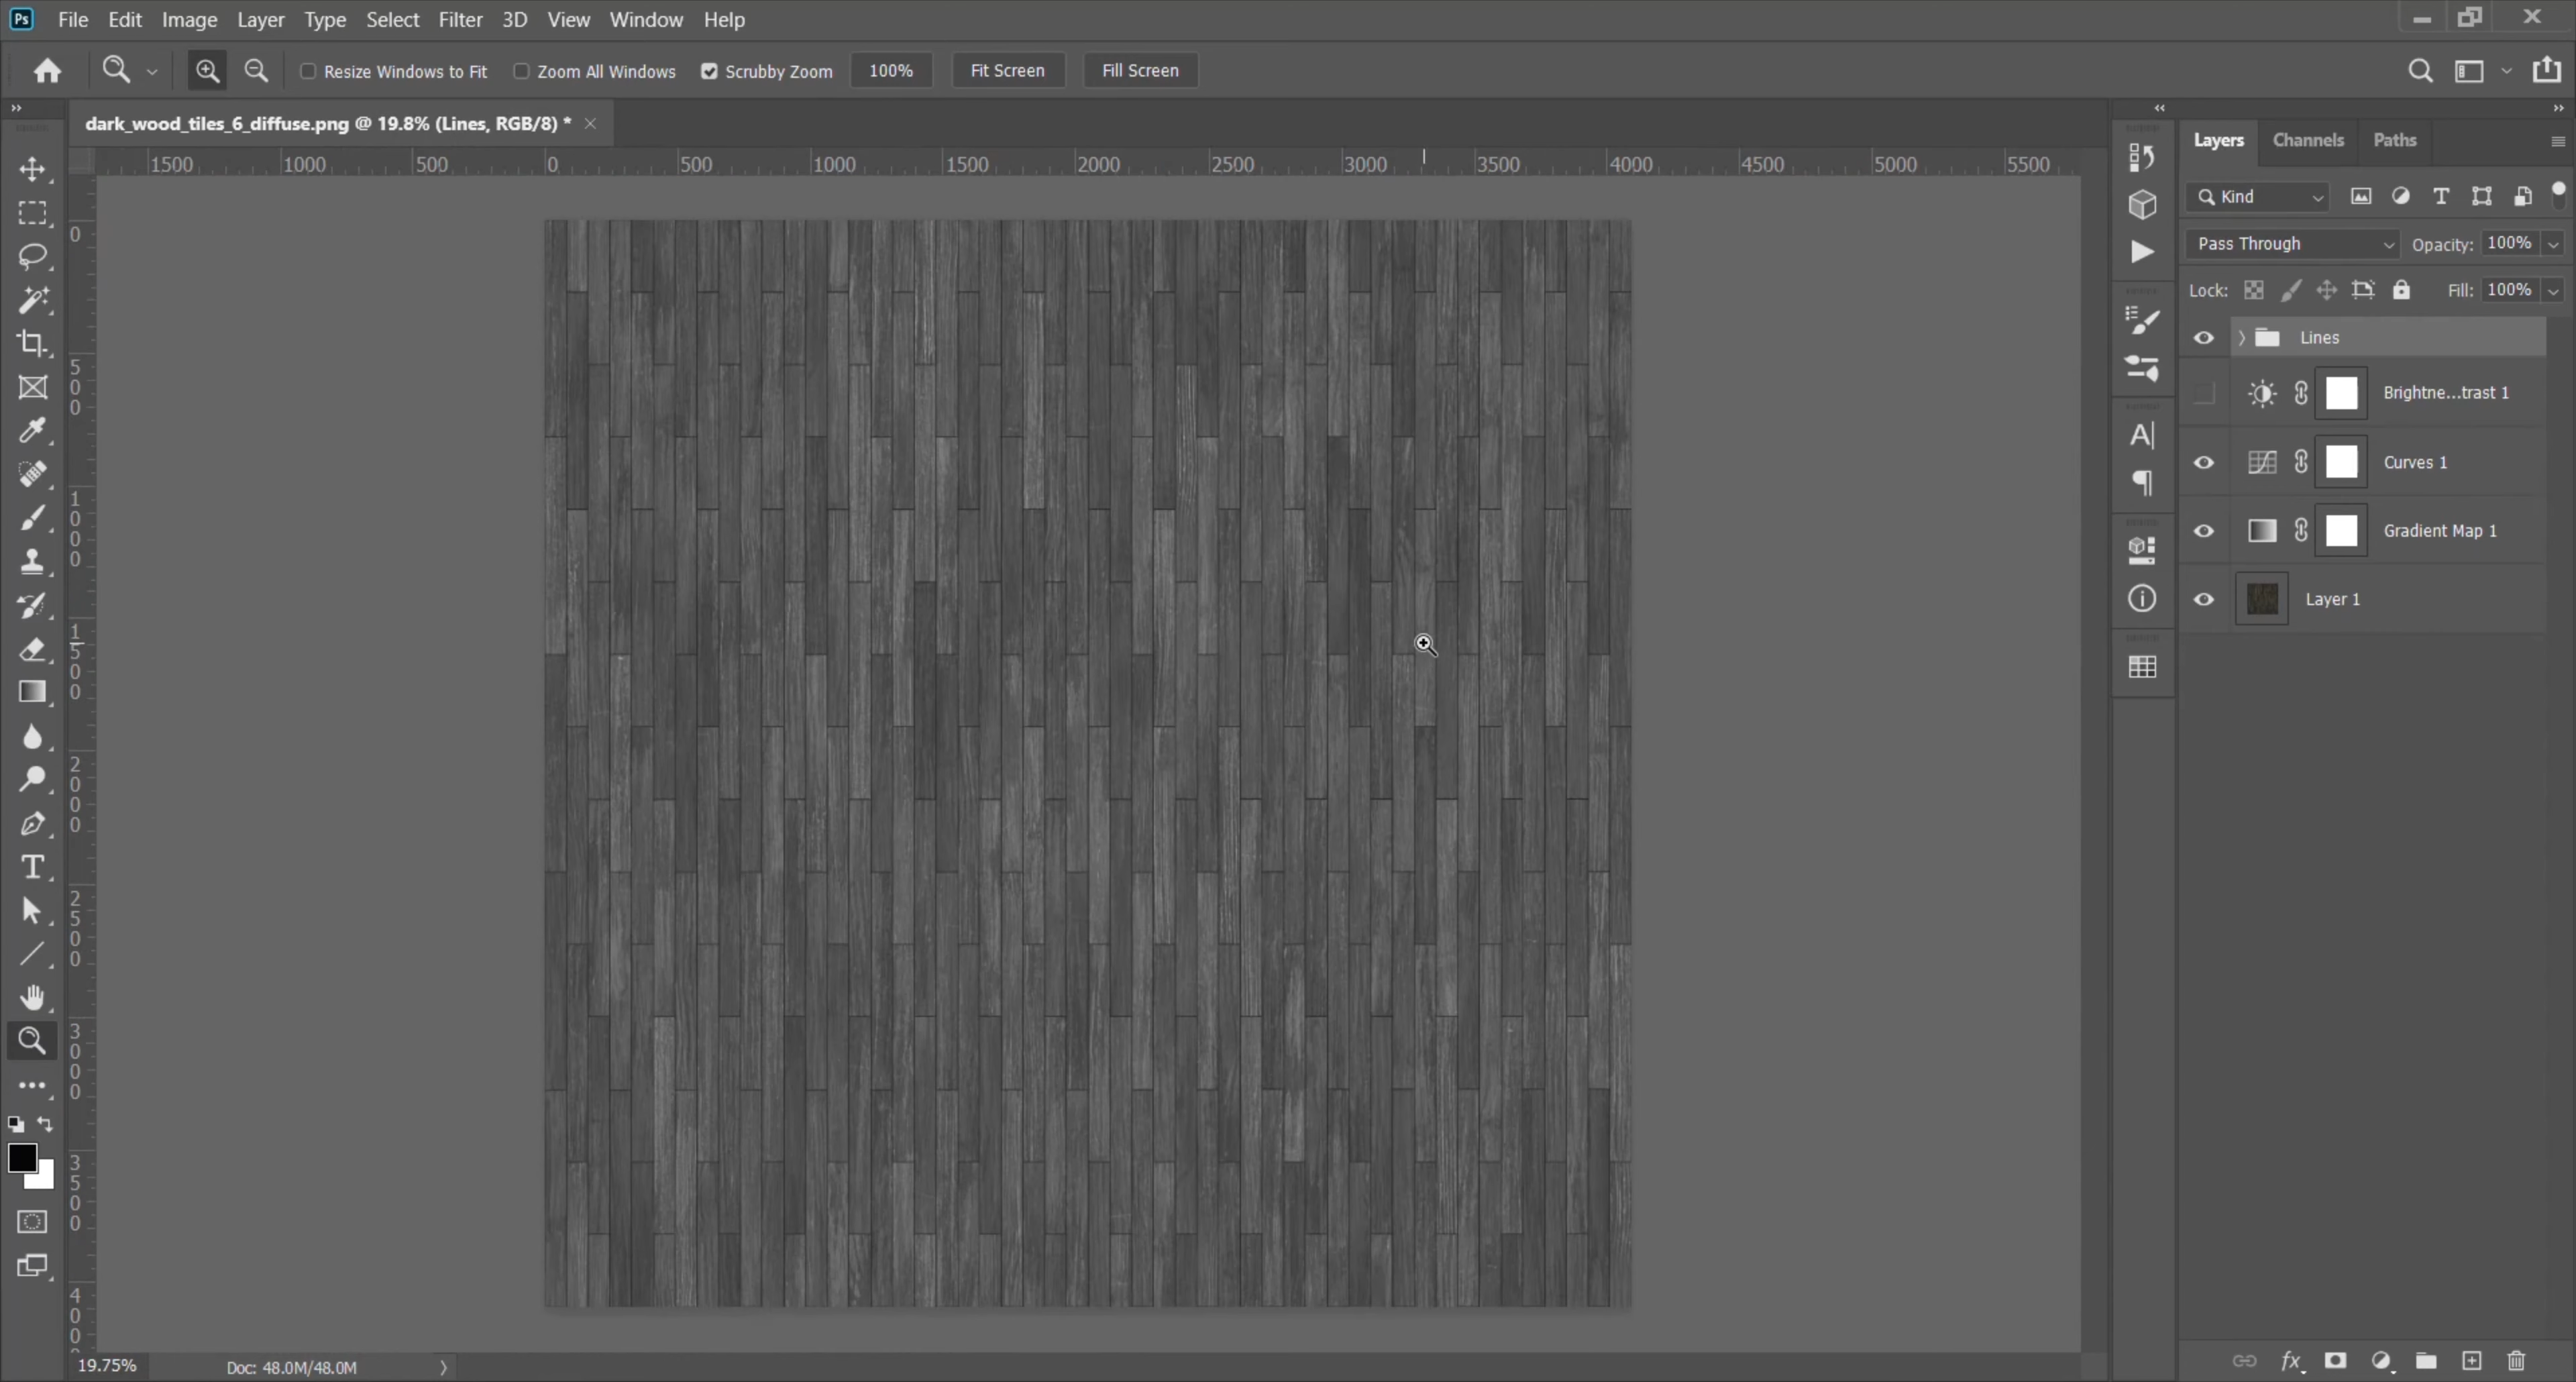 Ps File Edit Image Layer Type Select Filter 3D View Window Help
Resize Windows to Fit Zoom All Windows Scrubby Zoom 100% Fit Screen Fill Screen
dark_wood_tiles_6_diffuse.png @ 19.8% (Lines, RGB/8) * ×
1500 1000 500 0 500 1000 1500 2000 2500 3000 3500 4000 4500 5000 5500
0
500
1000
1500
2000
2500
3000
3500
400
Layers Channels Paths
Kind
Pass Through Opacity: 100%
Lock: Fill: 100%
Lines
Brightne...trast 1
Curves 1
Gradient Map 1
Layer 1
19.75% Doc: 48.0M/48.0M